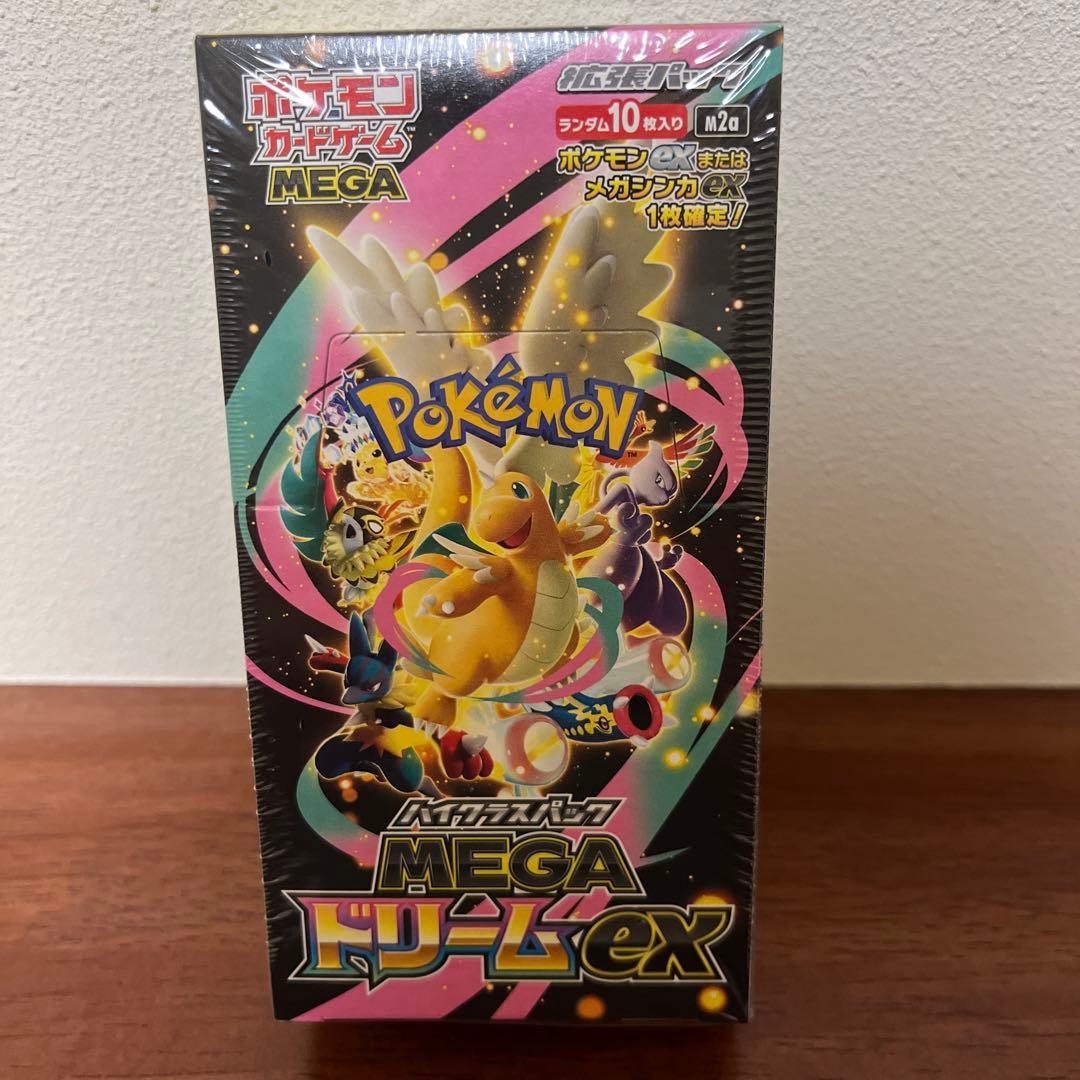 ポケモン
カードゲーム™
MEGA
拡張パック
ランダム10枚入り
M2a
ポケモンexまたは
メガシンカex
1枚確定!
POKéMON™
ハイクラスパック
MEGA
ドリームex